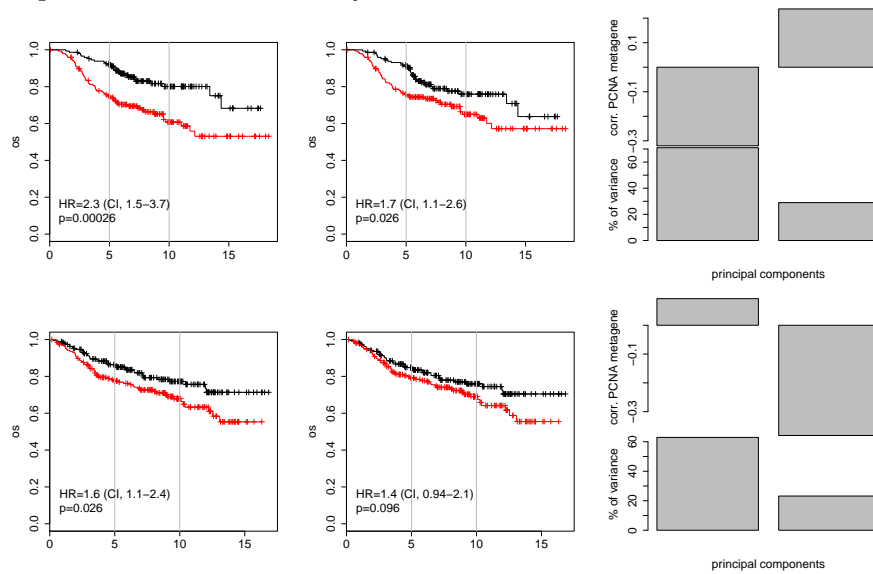 1.0
0.8
0.6
0.4
0.2
0.0
os
HR=2.3 (CI, 1.5−3.7)
p=0.00026
0 5 10 15
1.0
0.8
0.6
0.4
0.2
0.0
os
HR=1.7 (CI, 1.1−2.6)
p=0.026
0 5 10 15
corr. PCNA metagene
0.1
−0.1
−0.3
% of variance
60
40
20
0
principal components
1.0
0.8
0.6
0.4
0.2
0.0
os
HR=1.6 (CI, 1.1−2.4)
p=0.026
0 5 10 15
1.0
0.8
0.6
0.4
0.2
0.0
os
HR=1.4 (CI, 0.94−2.1)
p=0.096
0 5 10 15
corr. PCNA metagene
−0.1
−0.3
% of variance
60
40
20
0
principal components